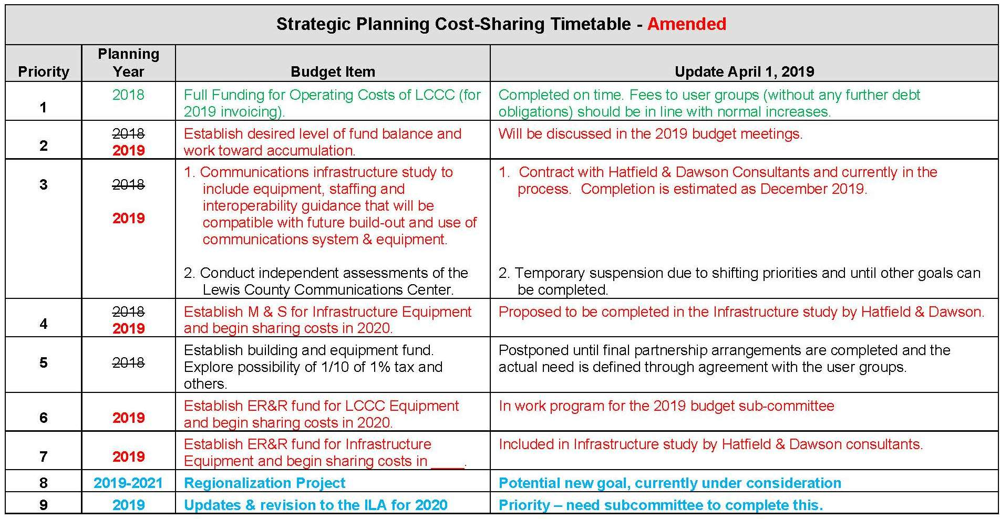 Strategic Planning Cost-Sharing Timetable - Amended
Priority
Planning
Year
Budget Item
Update April 1, 2019
1
2018
Full Funding for Operating Costs of LCCC (for
2019 invoicing).
Completed on time. Fees to user groups (without any further debt
obligations) should be in line with normal increases.
2
2018
2019
Establish desired level of fund balance and
work toward accumulation.
Will be discussed in the 2019 budget meetings.
3
2018
2019
1. Communications infrastructure study to
include equipment, staffing and
interoperability guidance that will be
compatible with future build-out and use of
communications system & equipment.
2. Conduct independent assessments of the
Lewis County Communications Center.
1. Contract with Hatfield & Dawson Consultants and currently in the
process. Completion is estimated as December 2019.
2. Temporary suspension due to shifting priorities and until other goals can
be completed.
4
2018
2019
Establish M & S for Infrastructure Equipment
and begin sharing costs in 2020.
Proposed to be completed in the Infrastructure study by Hatfield & Dawson.
5
2018
Establish building and equipment fund.
Explore possibility of 1/10 of 1% tax and
others.
Postponed until final partnership arrangements are completed and the
actual need is defined through agreement with the user groups.
6
2019
Establish ER&R fund for LCCC Equipment
and begin sharing costs in 2020.
In work program for the 2019 budget sub-committee
7
2019
Establish ER&R fund for Infrastructure
Equipment and begin sharing costs in ____.
Included in Infrastructure study by Hatfield & Dawson consultants.
8
2019-2021
Regionalization Project
Potential new goal, currently under consideration
9
2019
Updates & revision to the ILA for 2020
Priority – need subcommittee to complete this.